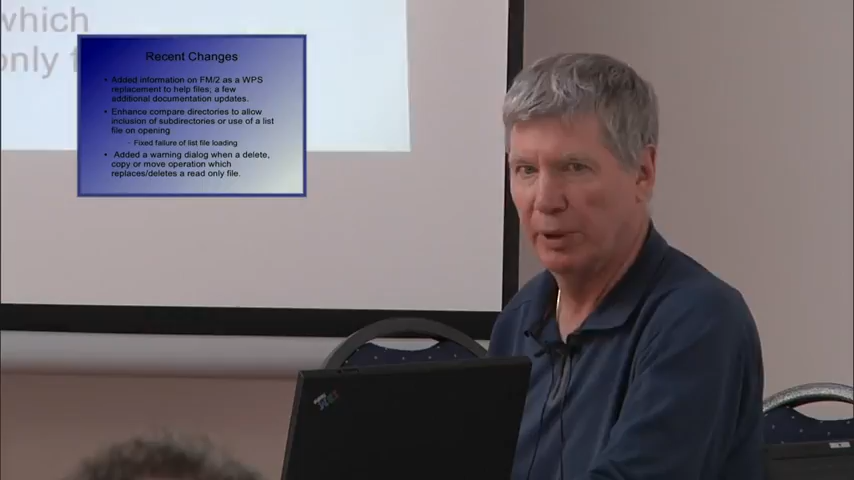 which
only f
Recent Changes
• Added information on FM/2 as a WPS
replacement to help files; a few
additional documentation updates.
• Enhance compare directories to allow
inclusion of subdirectories or use of a list
file on opening
- Fixed failure of list file loading
• Added a warning dialog when a delete,
copy or move operation which
replaces/deletes a read only file.